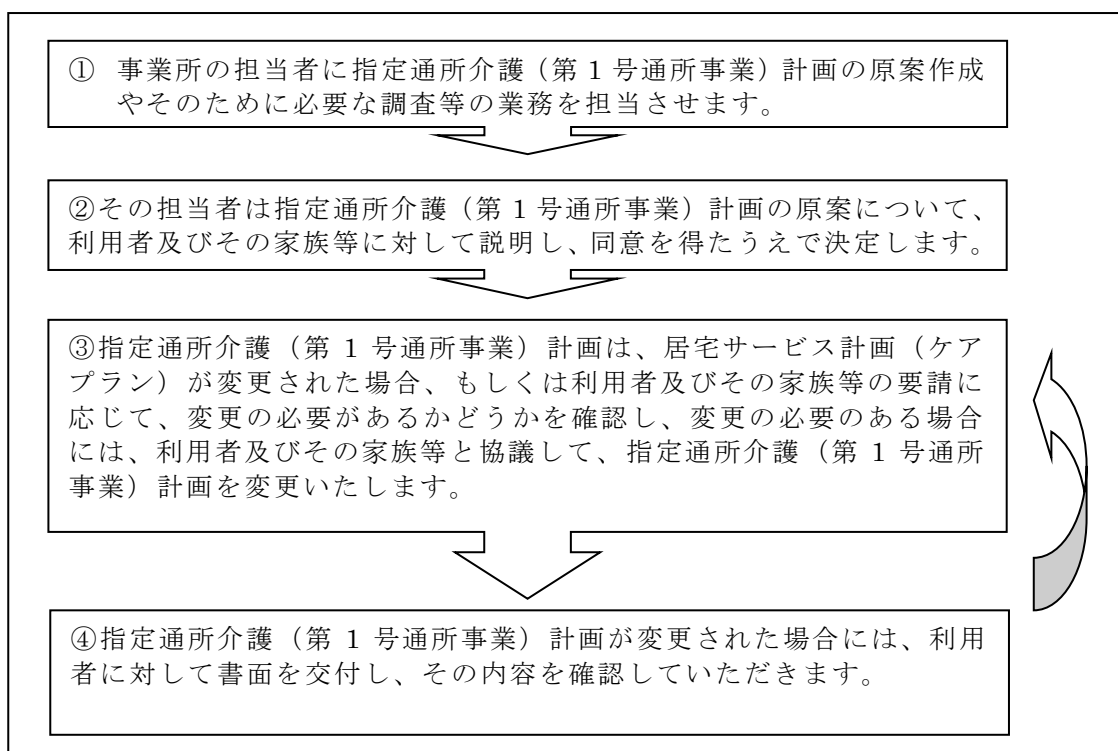 ① 事業所の担当者に指定通所介護(第1号通所事業)計画の原案作成
やそのために必要な調査等の業務を担当させます。
②その担当者は指定通所介護(第1号通所事業)計画の原案について、
利用者及びその家族等に対して説明し、同意を得たうえで決定します。
③指定通所介護(第1号通所事業)計画は、居宅サービス計画(ケア
プラン)が変更された場合、もしくは利用者及びその家族等の要請に
応じて、変更の必要があるかどうかを確認し、変更の必要のある場合
には、利用者及びその家族等と協議して、指定通所介護(第1号通所
事業)計画を変更いたします。
④指定通所介護(第1号通所事業)計画が変更された場合には、利用
者に対して書面を交付し、その内容を確認していただきます。